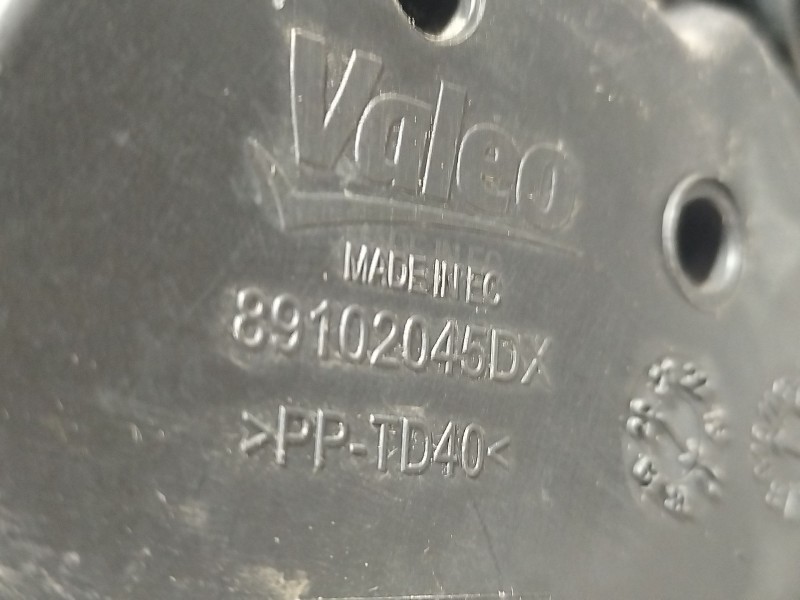 Valeo
MADE IN EC
89102045DX
>PP-TD40<